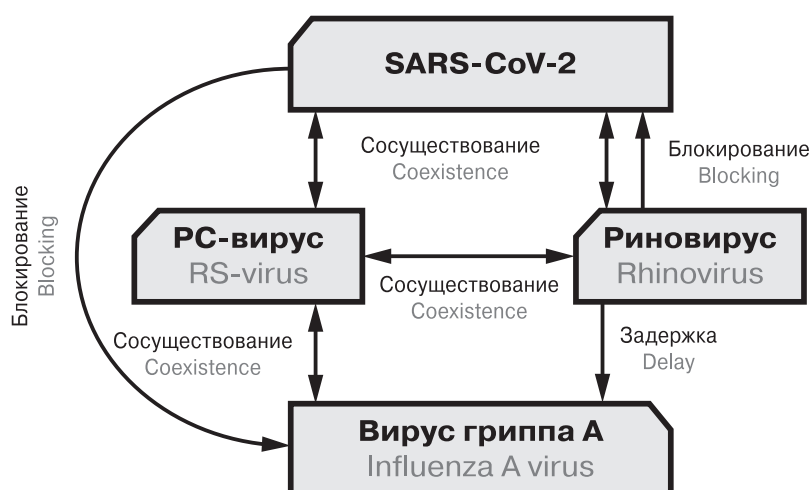 SARS-CoV-2
Сосуществование
Coexistence
Блокирование
Blocking
Блокирование
Blocking
РС-вирус
RS-virus
Риновирус
Rhinovirus
Сосуществование
Coexistence
Сосуществование
Coexistence
Задержка
Delay
Вирус гриппа А
Influenza A virus